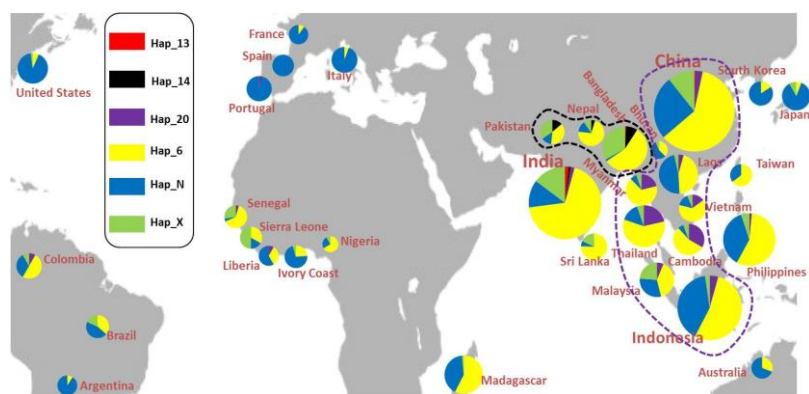 Hap_13
Hap_14
Hap_20
Hap_6
Hap_N
Hap_X
United States
France
Spain
Italy
Portugal
China
South Korea
Japan
Bangladesh
Bhutan
Nepal
Pakistan
India
Myanmar
Laos
Taiwan
Vietnam
Sri Lanka
Thailand
Cambodia
Philippines
Malaysia
Indonesia
Senegal
Sierra Leone
Nigeria
Liberia
Ivory Coast
Colombia
Brazil
Argentina
Madagascar
Australia